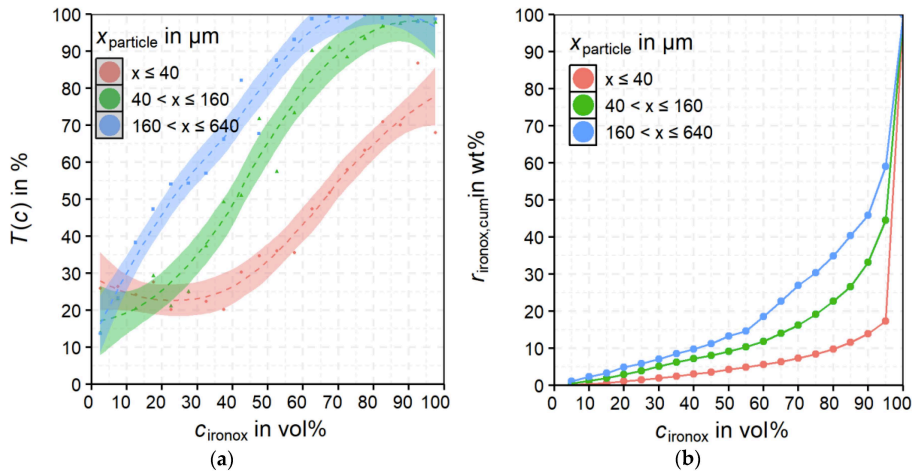 x_particle in μm
x ≤ 40
40 < x ≤ 160
160 < x ≤ 640
T(c) in %
100
90
80
70
60
50
40
30
20
10
0
0 10 20 30 40 50 60 70 80 90 100
c_ironox in vol%
(a)
x_particle in μm
x ≤ 40
40 < x ≤ 160
160 < x ≤ 640
r_ironox,cum in wt%
100
90
80
70
60
50
40
30
20
10
0
0 10 20 30 40 50 60 70 80 90 100
c_ironox in vol%
(b)